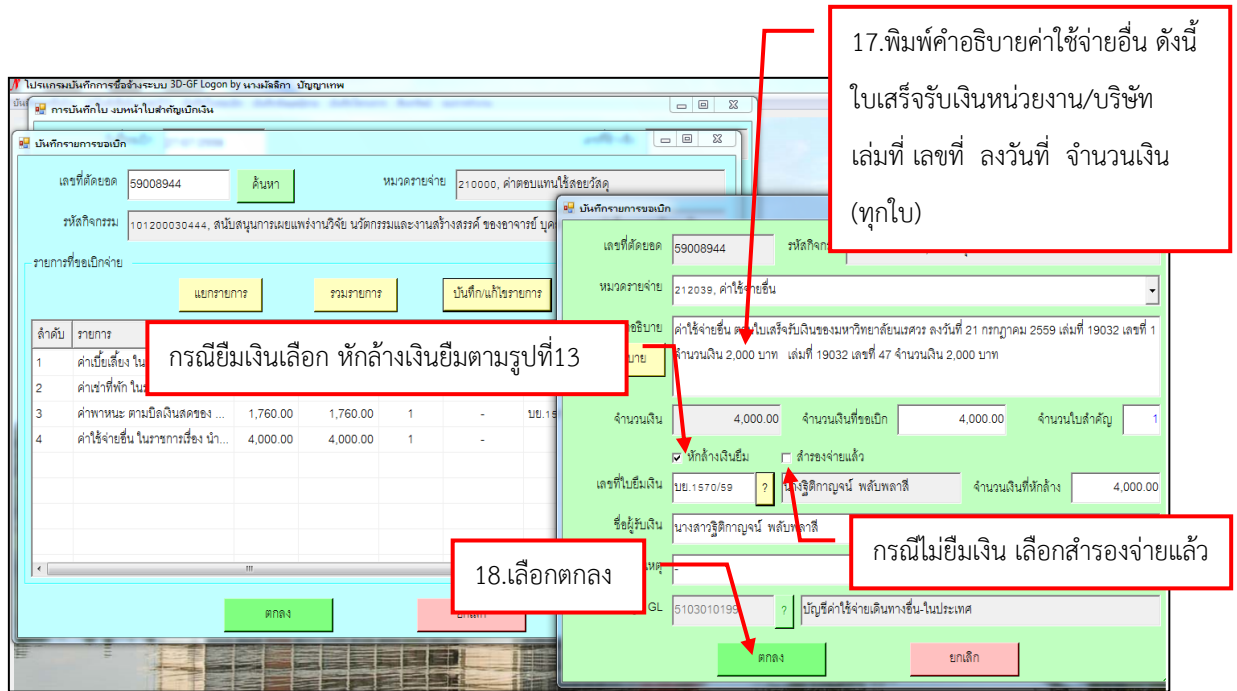 17.พิมพ์คำอธิบายค่าใช้จ่ายอื่น ดังนี้
ใบเสร็จรับเงินหน่วยงาน/บริษัท
เล่มที่ เลขที่ ลงวันที่ จำนวนเงิน
(ทุกใบ)
โปรแกรมบันทึกการซื้อจ้างระบบ 3D-GF Logon by นางมัลลิกา ปัญญาเทพ
การบันทึกใบ งบหน้าใบสำคัญเบิกเงิน
บันทึกรายการขอเบิก
เลขที่ตัดยอด 59008944 ค้นหา หมวดรายจ่าย 210000, ค่าตอบแทนใช้สอยวัสดุ
รหัสกิจกรรม 101200030444, สนับสนุนการเผยแพร่งานวิจัย นวัตกรรมและงานสร้างสรรค์ ของอาจารย์
รายการที่ขอเบิกจ่าย
แยกรายการ รวมรายการ บันทึก/แก้ไขรายการ
ลำดับ รายการ
1 ค่าเบี้ยเลี้ยง
2 ค่าเช่าที่พัก
3 ค่าพาหนะ ตามบิลเงินสดของ ... 1,760.00 1,760.00 1 -
4 ค่าใช้จ่ายอื่น ในราชการเรื่อง นำ... 4,000.00 4,000.00 1 -
ตกลง
บันทึกรายการขอเบิก
เลขที่ตัดยอด 59008944
หมวดรายจ่าย 212039, ค่าใช้จ่ายอื่น
ค่าใช้จ่ายอื่น ตามใบเสร็จรับเงินของมหาวิทยาลัยนเรศวร ลงวันที่ 21 กรกฎาคม 2559 เล่มที่ 19032 เลขที่ 1
จำนวนเงิน 2,000 บาท เล่มที่ 19032 เลขที่ 47 จำนวนเงิน 2,000 บาท
จำนวนเงิน 4,000.00 จำนวนเงินที่ขอเบิก 4,000.00 จำนวนใบสำคัญ 1
หักล้างเงินยืม สำรองจ่ายแล้ว
เลขที่ใบยืมเงิน บย.1570/59 ? นางฐิติกาญจน์ พลับพลาสี จำนวนเงินที่หักล้าง 4,000.00
ชื่อผู้รับเงิน นางสาวฐิติกาญจน์ พลับพลาสี
-
GL 5103010199 ? บัญชีค่าใช้จ่ายเดินทางอื่น-ในประเทศ
ตกลง ยกเลิก
กรณียืมเงินเลือก หักล้างเงินยืมตามรูปที่13
กรณีไม่ยืมเงิน เลือกสำรองจ่ายแล้ว
18.เลือกตกลง